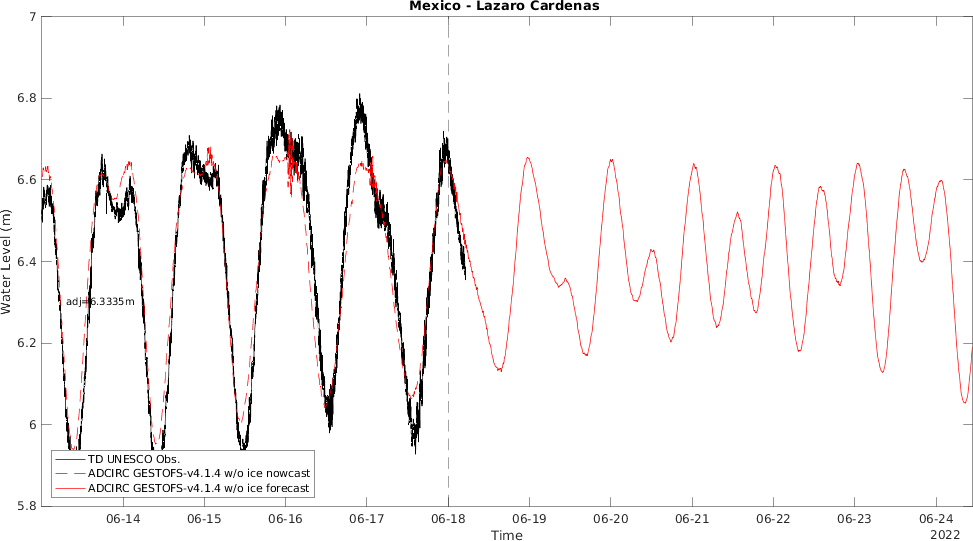 Mexico - Lazaro Cardenas
7
6.8
6.6
6.4
6.2
6
5.8
Water Level (m)
adj=6.3335m
TD UNESCO Obs.
ADCIRC GESTOFS-v4.1.4 w/o ice nowcast
ADCIRC GESTOFS-v4.1.4 w/o ice forecast
06-14 06-15 06-16 06-17 06-18 06-19 06-20 06-21 06-22 06-23 06-24
Time
2022